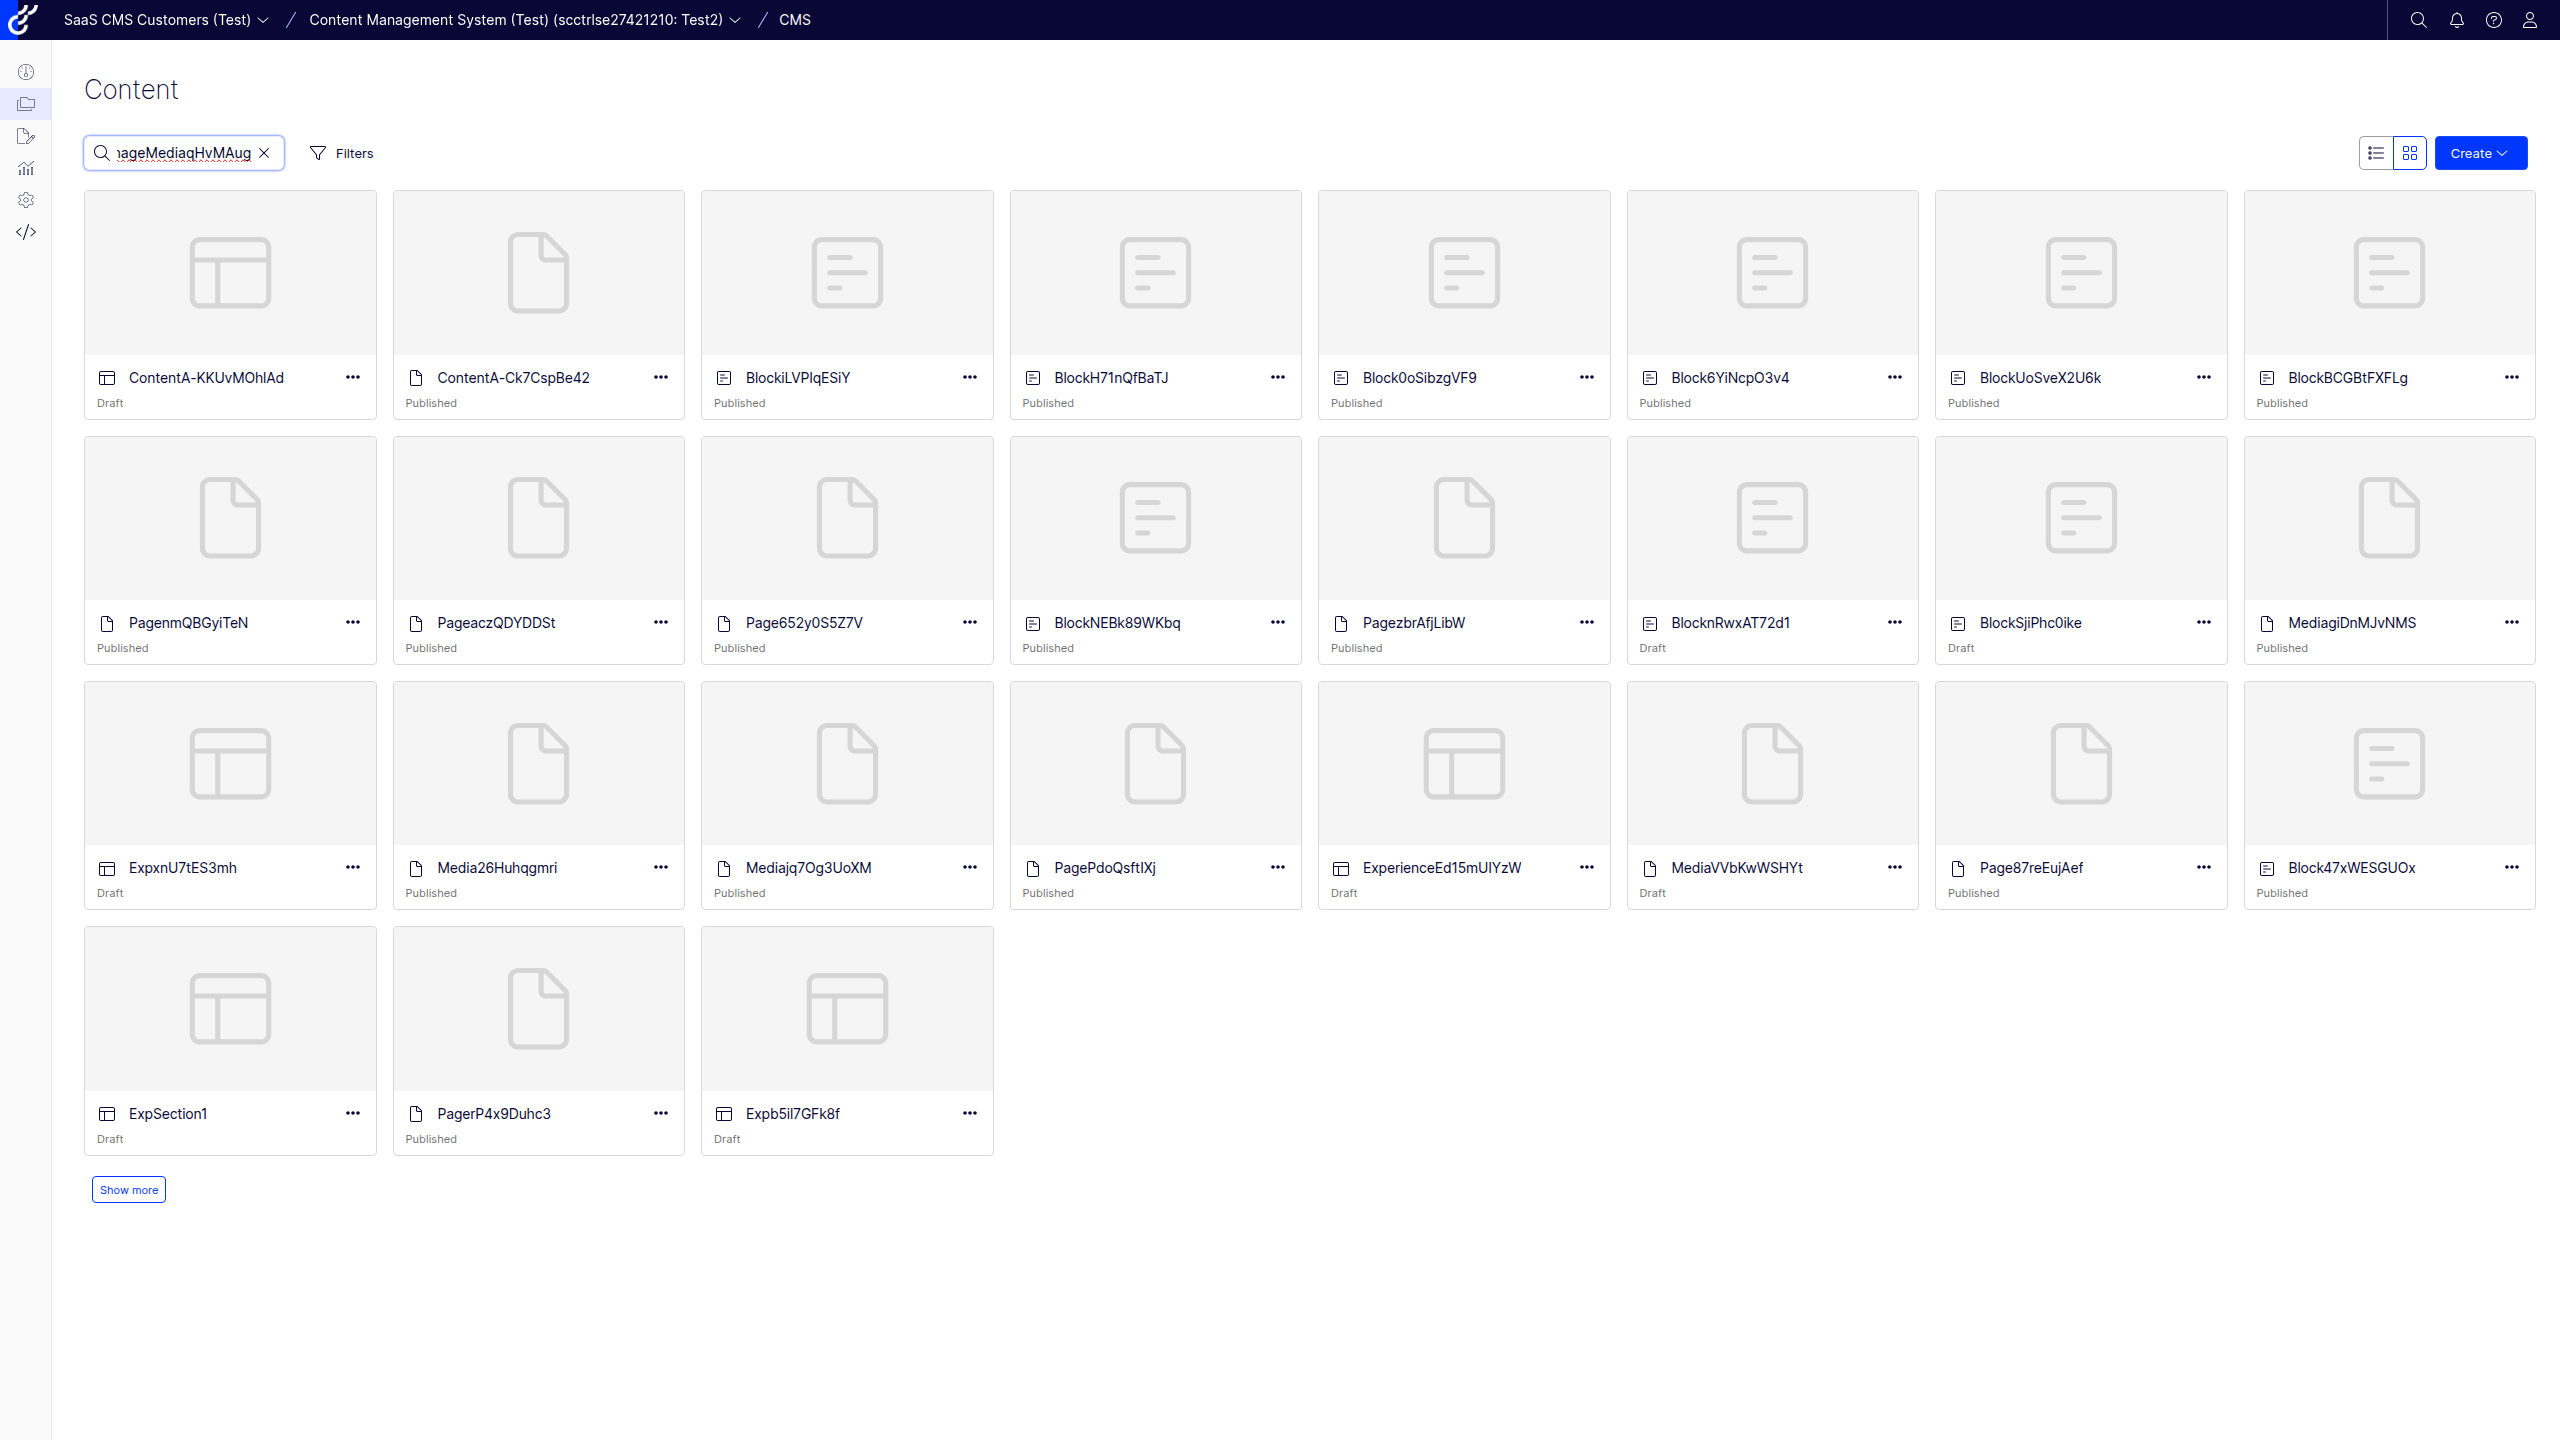 SaaS CMS Customers (Test) / Content Management System (Test) (scctrlse27421210: Test2) / CMS
Content
nageMediaqHvMAug Filters Create
ContentA-KKUvMOhlAd ContentA-Ck7CspBe42 BlockiLVPlqESiY BlockH71nQfBaTJ Block0oSibzgVF9 Block6YiNcpO3v4 BlockUoSveX2U6k BlockBCGBtFXFLg
Draft Published Published Published Published Published Published Published
PagenmQBGyiTeN PageaczQDYDDSt Page652y0S5Z7V BlockNEBk89WKbq PagezbrAfjLibW BlocknRwxAT72d1 BlockSjiPhc0ike MediagiDnMJvNMS
Published Published Published Published Published Draft Draft Published
ExpxnU7tES3mh Media26Huhqgmri Mediajq7Og3UoXM PagePdoQsftlXj ExperienceEd15mUIYzW MediaVVbKwWSHYt Page87reEujAef Block47xWESGUOx
Draft Published Published Published Draft Draft Published Published
ExpSection1 PagerP4x9Duhc3 Expb5il7GFk8f
Draft Published Draft
Show more